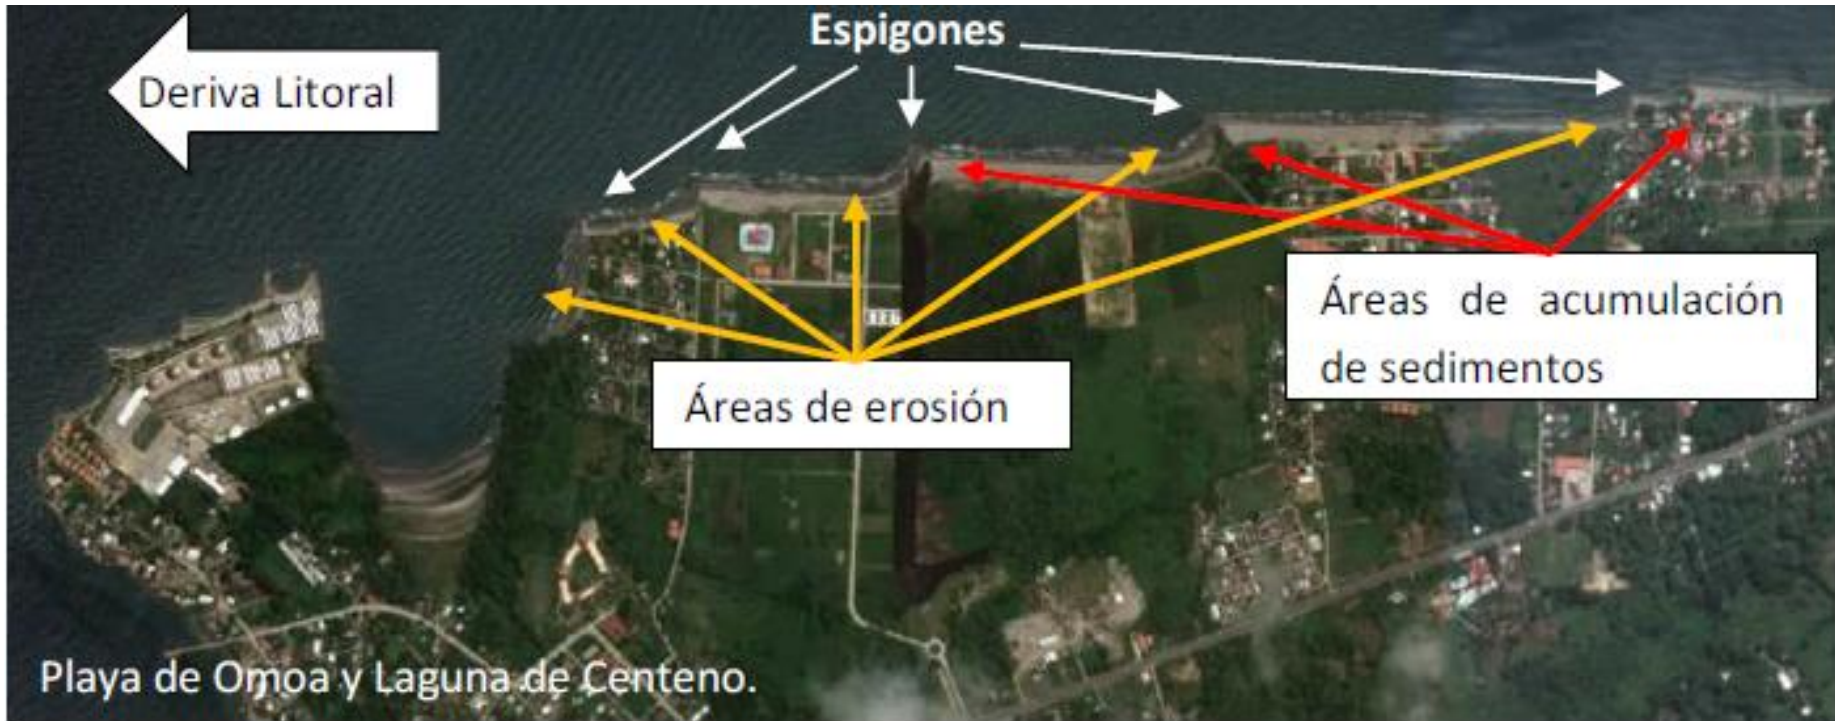 Espigones
Deriva Litoral
Áreas de acumulación
de sedimentos
Áreas de erosión
Playa de Omoa y Laguna de Centeno.